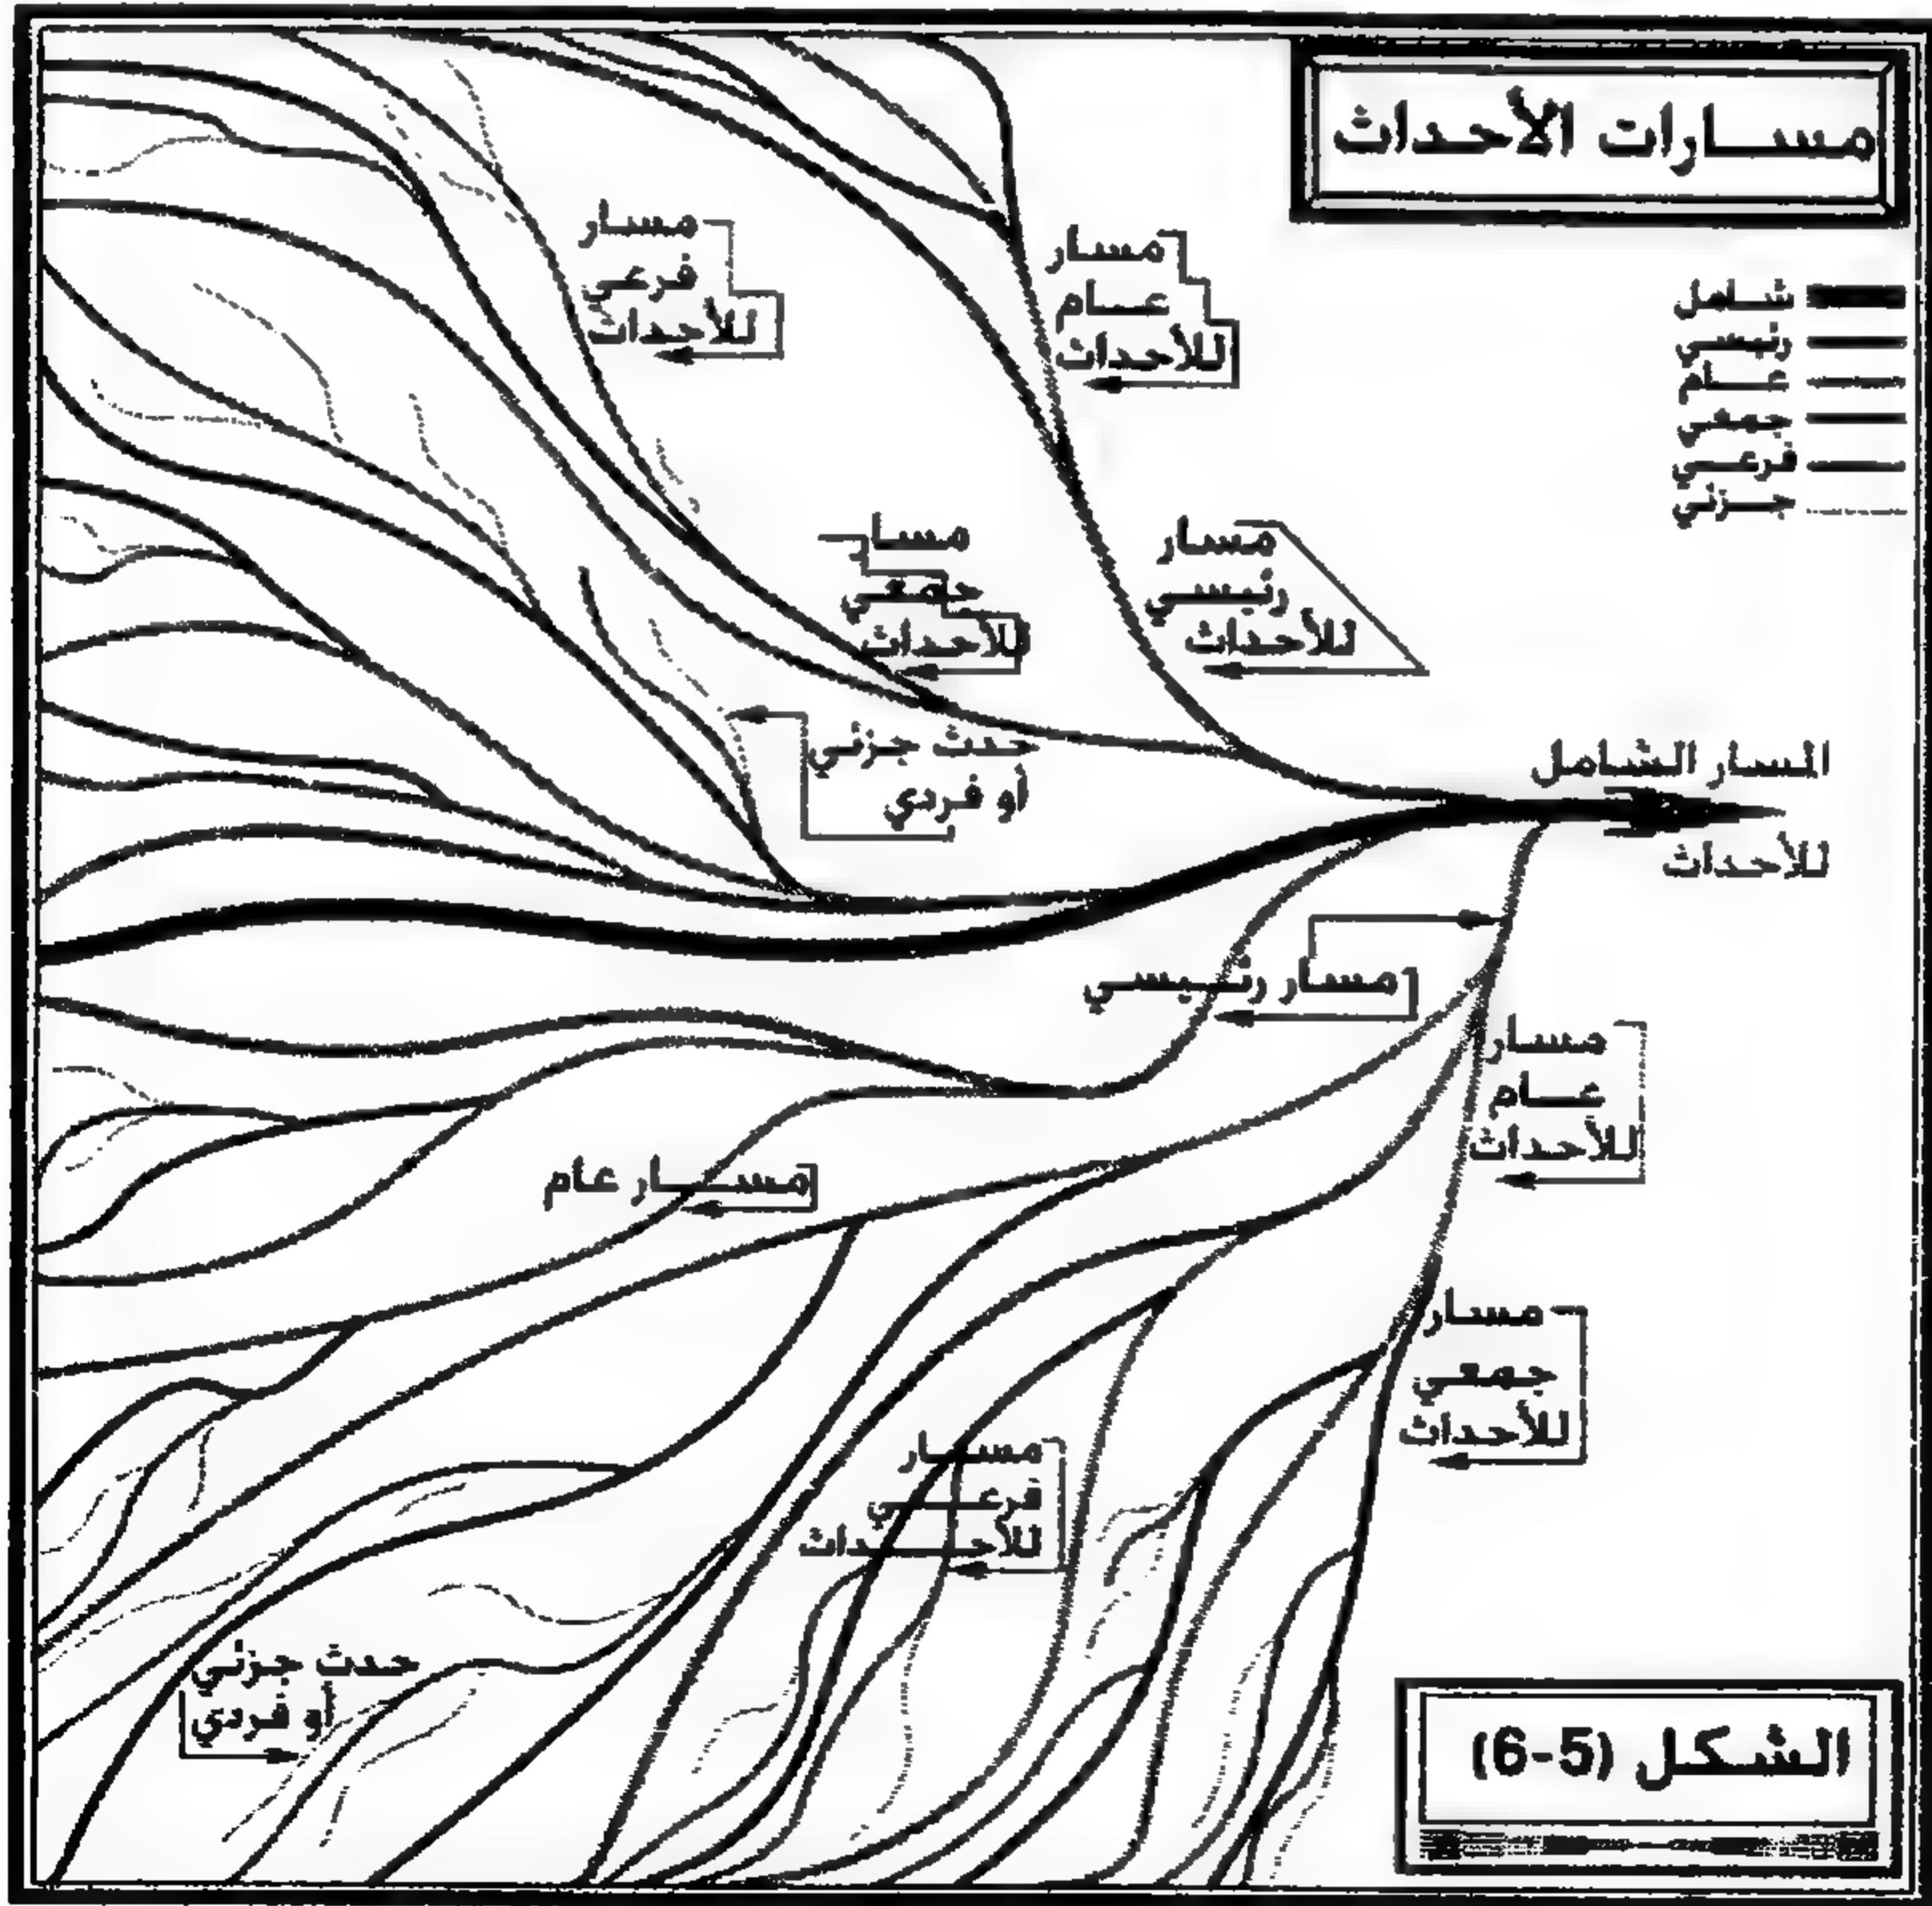 مسارات الأحداث
شامل
رئيسي
عام
جمعي
فرعي
جزئي
مسار
عام
للأحداث
مسار
فرعي
للأحداث
مسار
رئيسي
للأحداث
مسار
جمعي
للأحداث
حدث جزئي
أو فردي
المسار الشامل
للأحداث
مسار رئيسي
مسار
عام
للأحداث
مسار عام
مسار
جمعي
للأحداث
مسار
فرعي
للأحداث
حدث جزئي
أو فردي
الشكل (5-6)